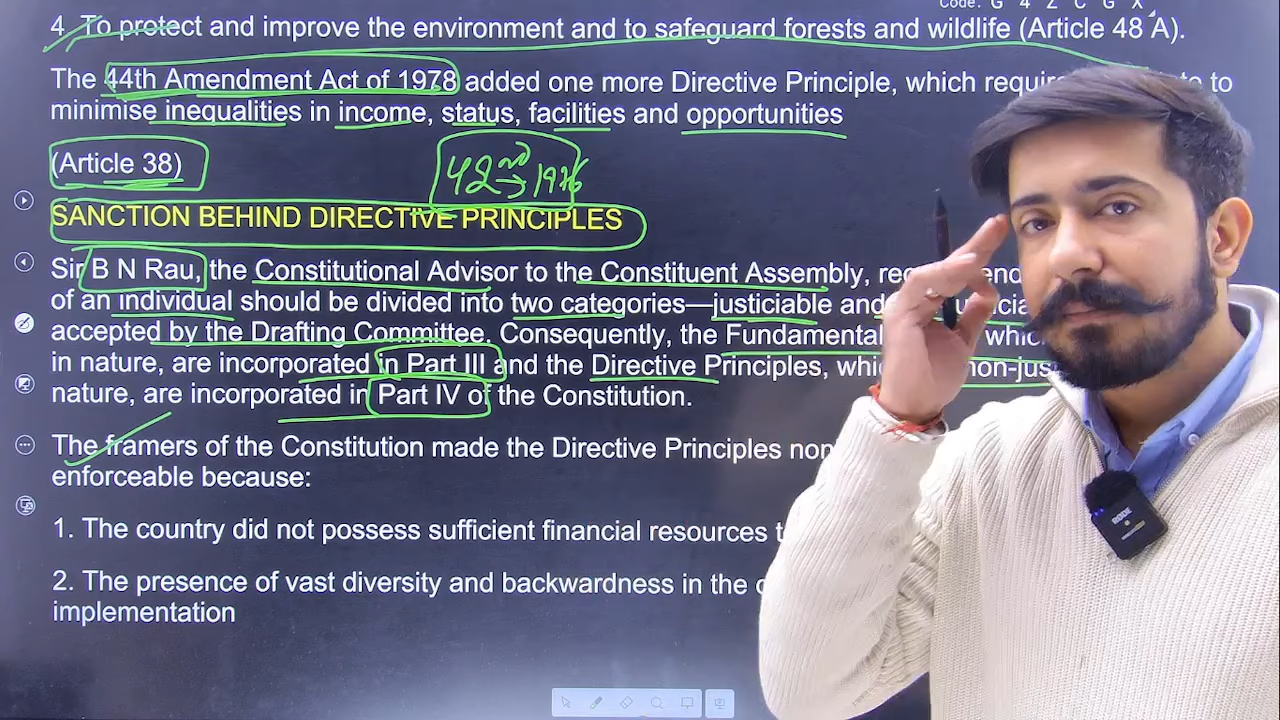 Code: G 4 Z C G X
4. To protect and improve the environment and to safeguard forests and wildlife (Article 48 A).
The 44th Amendment Act of 1978 added one more Directive Principle, which to
minimise inequalities in income, status, facilities and opportunities
(Article 38)
42nd → 1976
SANCTION BEHIND DIRECTIVE PRINCIPLES
Sir B N Rau, the Constitutional Advisor to the Constituent Assembly,
of an individual should be divided into two categories—justiciable and
accepted by the Drafting Committee. Consequently, the Fundamental
in nature, are incorporated in Part III and the Directive Principles,
nature, are incorporated in Part IV of the Constitution.
The framers of the Constitution made the Directive Principles
enforceable because:
1. The country did not possess sufficient financial resources
2. The presence of vast diversity and backwardness in the
implementation
RODE